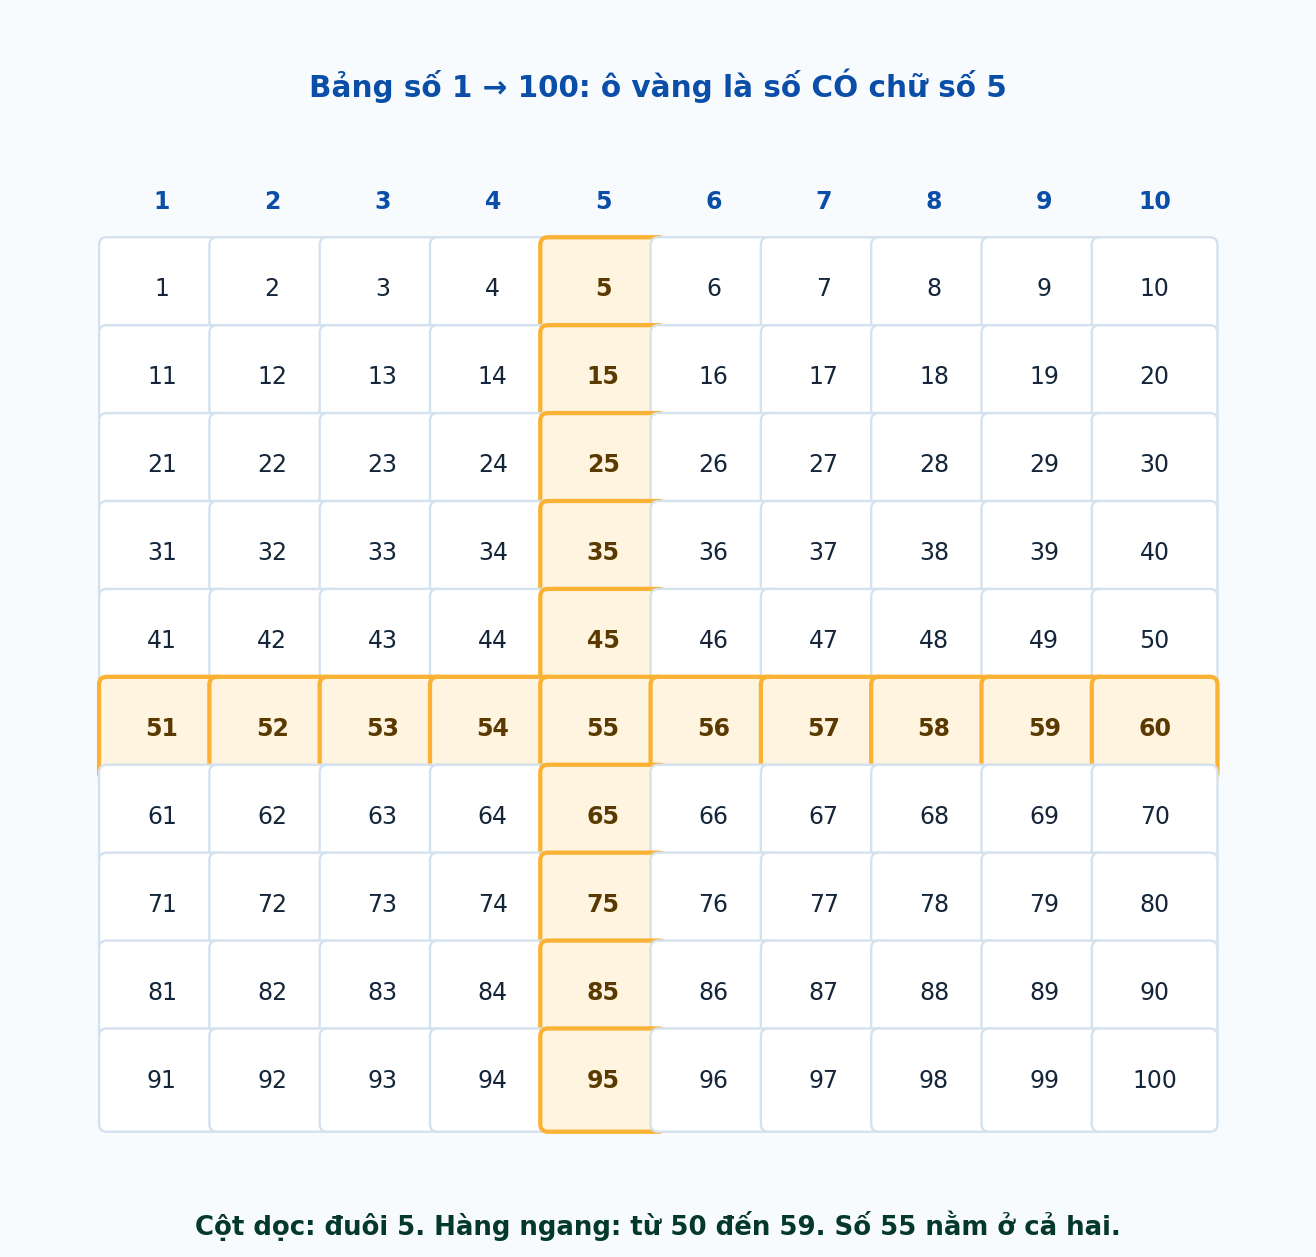 Bảng số 1 → 100: ô vàng là số CÓ chữ số 5
1 2 3 4 5 6 7 8 9 10
1 2 3 4 5 6 7 8 9 10
11 12 13 14 15 16 17 18 19 20
21 22 23 24 25 26 27 28 29 30
31 32 33 34 35 36 37 38 39 40
41 42 43 44 45 46 47 48 49 50
51 52 53 54 55 56 57 58 59 60
61 62 63 64 65 66 67 68 69 70
71 72 73 74 75 76 77 78 79 80
81 82 83 84 85 86 87 88 89 90
91 92 93 94 95 96 97 98 99 100
Cột dọc: đuôi 5. Hàng ngang: từ 50 đến 59. Số 55 nằm ở cả hai.